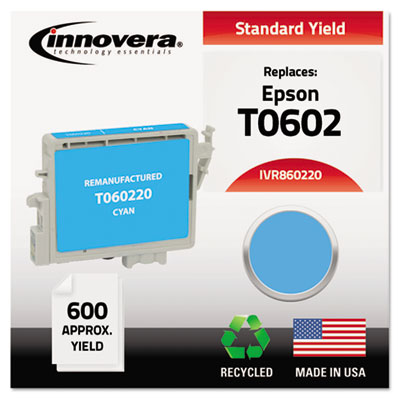 innovera
technology essentials
Standard Yield
Replaces:
Epson
T0602
IVR860220
REMANUFACTURED
T060220
CYAN
600
APPROX.
YIELD
RECYCLED
MADE IN USA